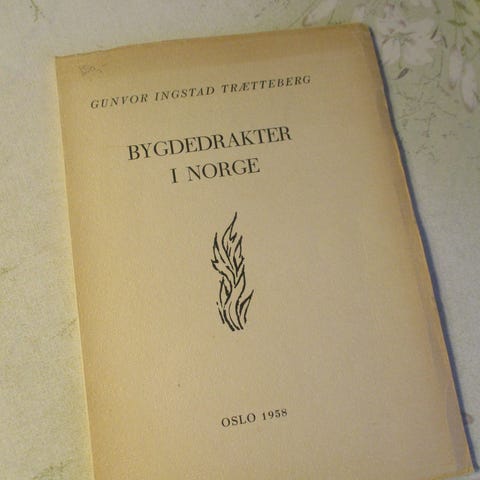 GUNVOR INGSTAD TRÆTTEBERG
BYGDEDRAKTER
I NORGE
OSLO 1958